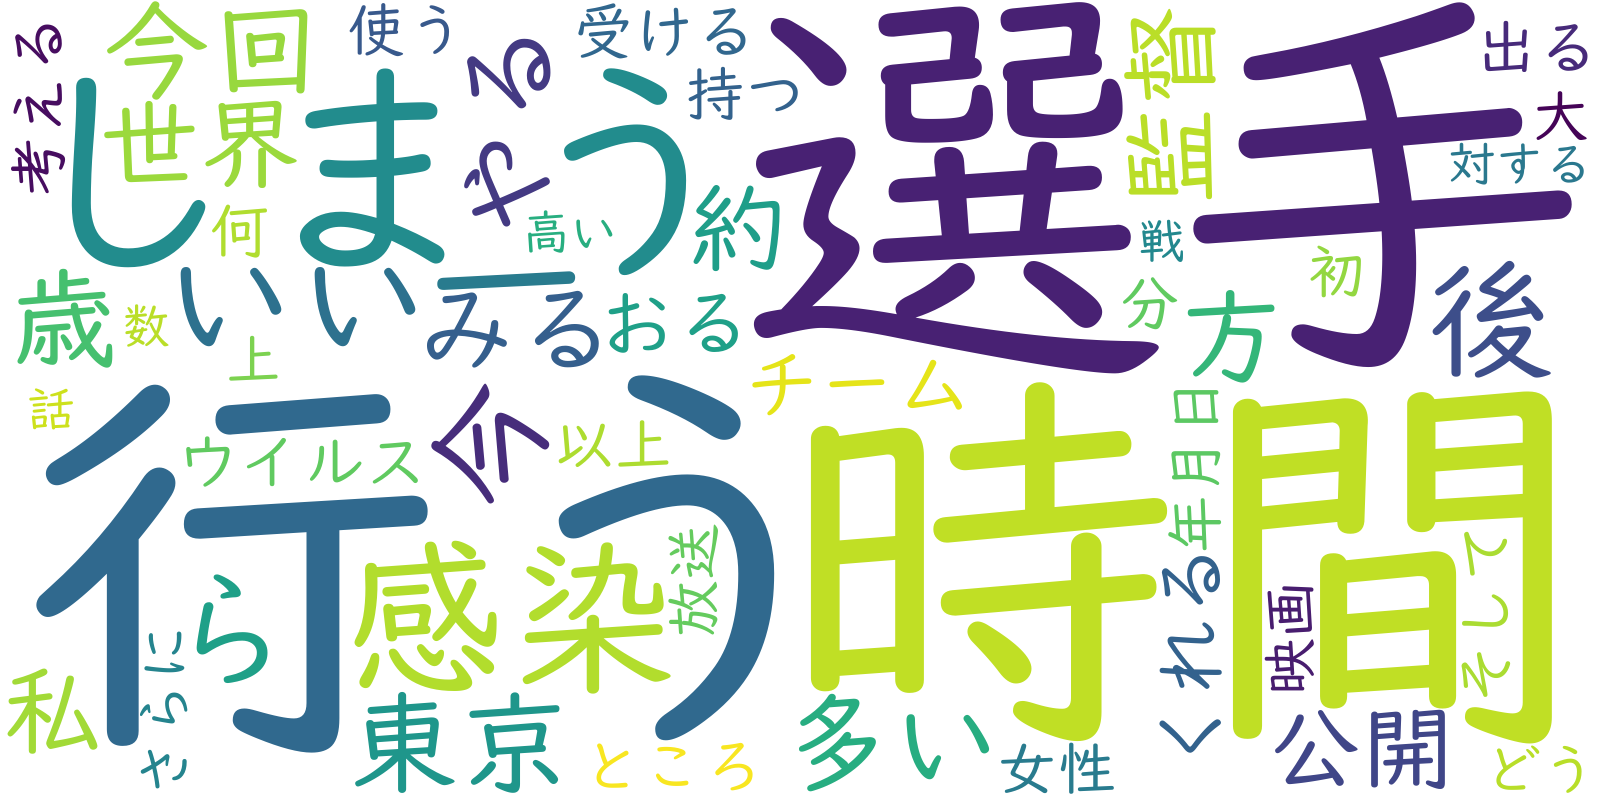 考える
今回
世界
使う
やる
受ける
持つ
しまう
選手
監督
出る
大
対する
何
高い
約
戦
初
歳
数
上
いい
一
みる
おる
分
方
後
話
行う
ウイルス
今
以上
チーム
時間
年月日
そして
ら
感染
放送
くれる
映画
私
さらに
東京
ところ
多い
女性
公開
どう